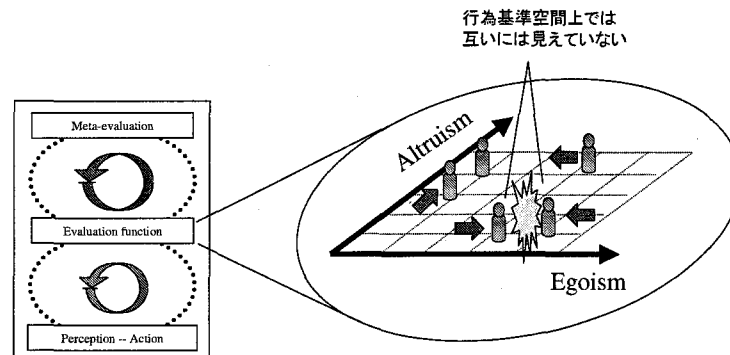 行為基準空間上では
互いには見えていない
Meta-evaluation
Altruism
Evaluation function
Egoism
Perception -- Action